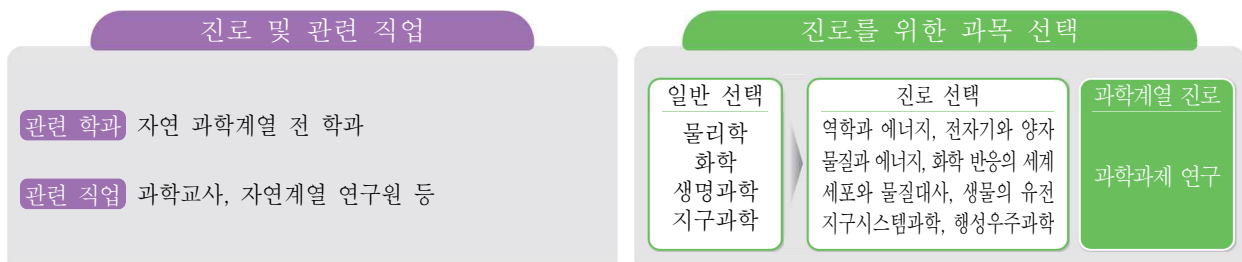 진로 및 관련 직업
관련 학과 자연 과학계열 전 학과
관련 직업 과학교사, 자연계열 연구원 등
진로를 위한 과목 선택
일반 선택
물리학
화학
생명과학
지구과학
진로 선택
역학과 에너지, 전자기와 양자
물질과 에너지, 화학 반응의 세계
세포와 물질대사, 생물의 유전
지구시스템과학, 행성우주과학
과학계열 진로
과학과제 연구